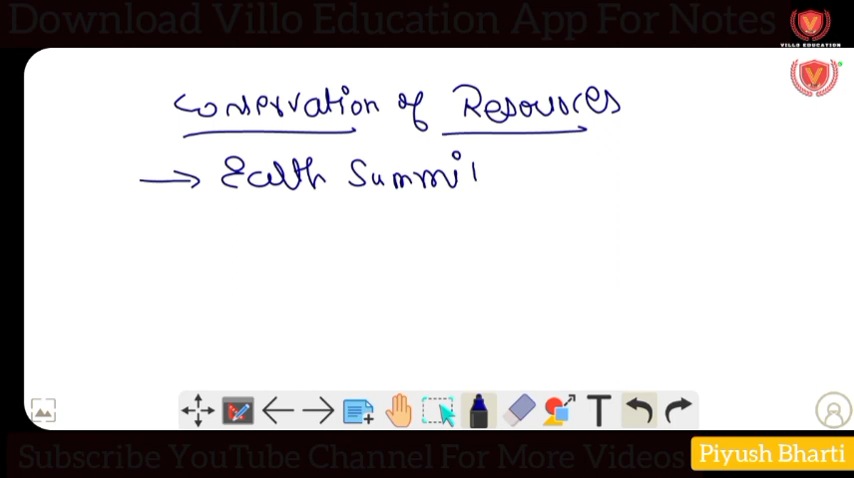 Download Villo Education App For Notes
VILLO EDUCATION
Conservation of Resources
→ Earth Summit
T
Subscribe YouTube Channel For More Videos
Piyush Bharti